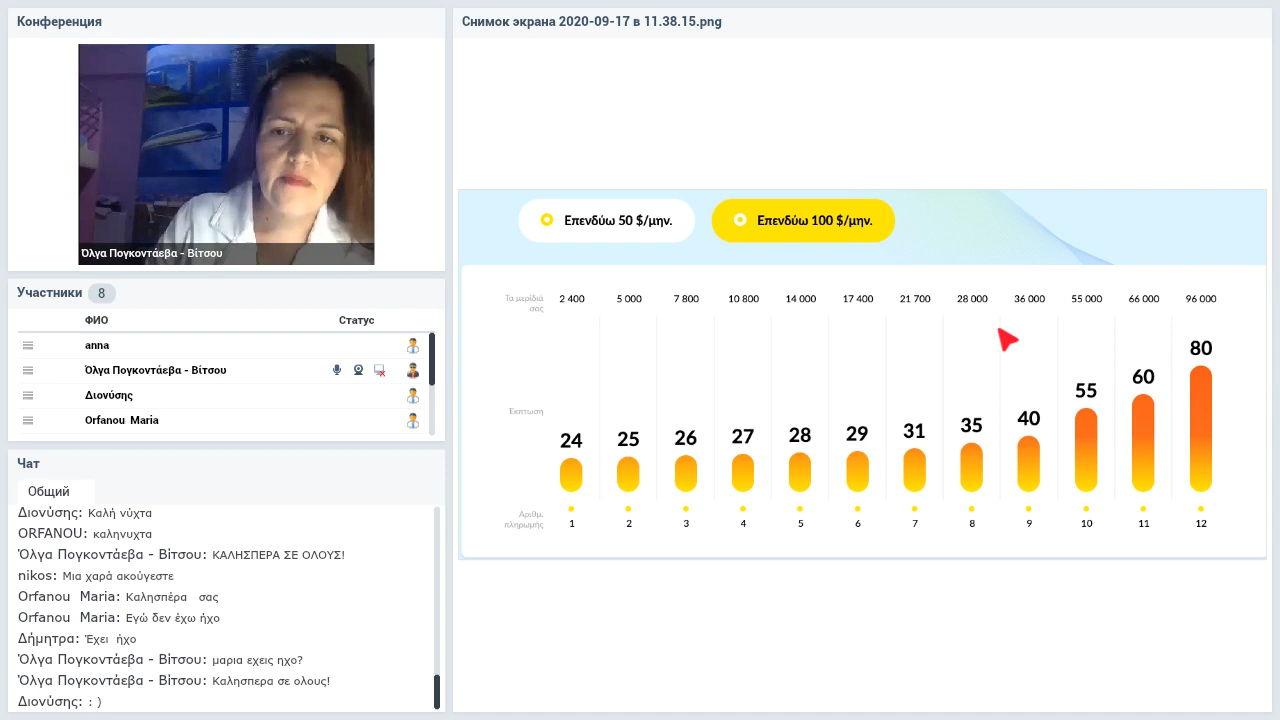 Конференция
Όλγα Πογκοντάεβα - Βίτσου
Участники 8
ФИО Статус
anna
Όλγα Πογκοντάεβα - Βίτσου
Διονύσης
Orfanou Maria
Чат
Общий
Διονύσης: Καλή νύχτα
ORFANOU: καληνυχτα
Όλγα Πογκοντάεβα - Βίτσου: ΚΑΛΗΣΠΕΡΑ ΣΕ ΟΛΟΥΣ!
nikos: Μια χαρά ακούγεστε
Orfanou Maria: Καλησπέρα σας
Orfanou Maria: Εγώ δεν έχω ήχο
Δήμητρα: Έχει ήχο
Όλγα Πογκοντάεβα - Βίτσου: μαρια εχεις ηχο?
Όλγα Πογκοντάεβα - Βίτσου: Καλησπερα σε ολους!
Διονύσης: : )
Снимок экрана 2020-09-17 в 11.38.15.png
Επενδύω 50 $/μην. Επενδύω 100 $/μην.
Τα μερίδιά σας 2 400 5 000 7 800 10 800 14 000 17 400 21 700 28 000 36 000 55 000 66 000 96 000
Έκπτωση 24 25 26 27 28 29 31 35 40 55 60 80
Αριθμ. πληρωμής 1 2 3 4 5 6 7 8 9 10 11 12